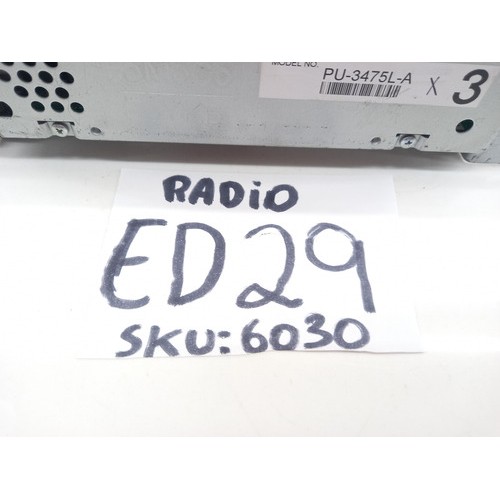 MODEL NO.
PU-3475L-A
X 3
RADiO
ED29
SKU:6030